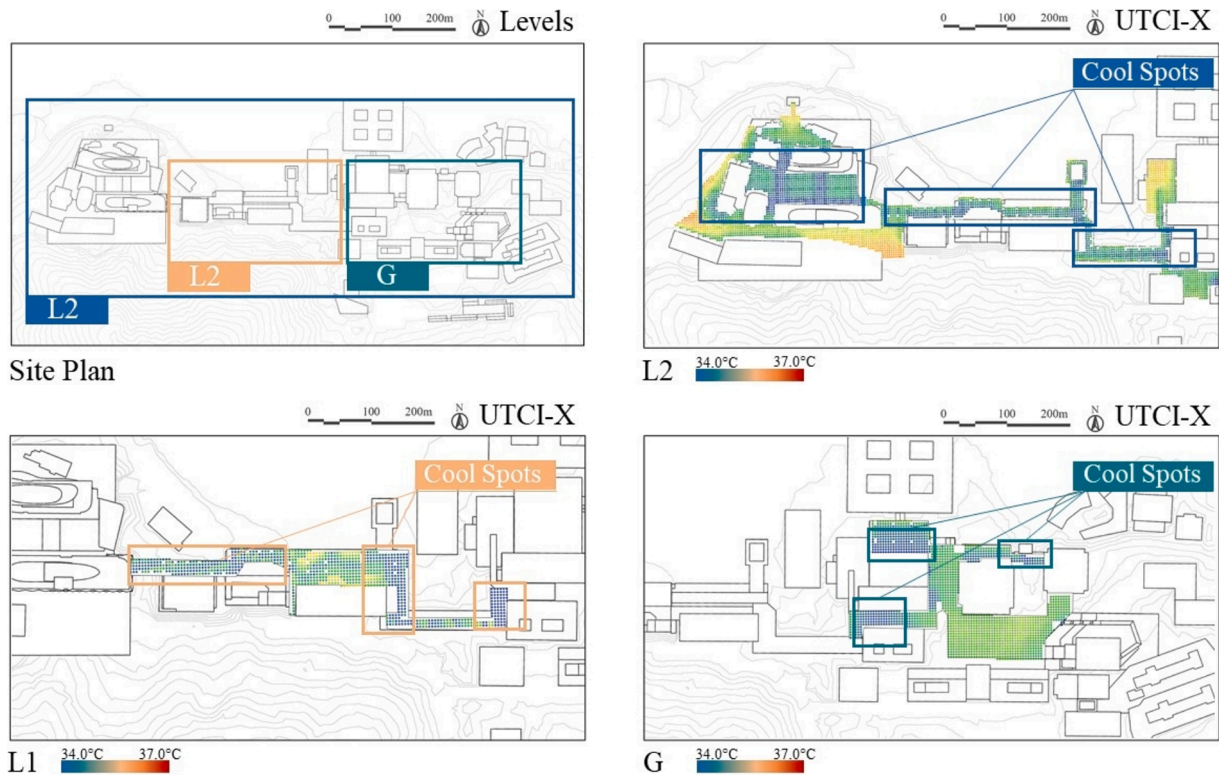 0 100 200m N Levels
L2
G
L2
Site Plan
0 100 200m N UTCI-X
Cool Spots
L2 34.0°C 37.0°C
0 100 200m N UTCI-X
Cool Spots
L1 34.0°C 37.0°C
0 100 200m N UTCI-X
Cool Spots
G 34.0°C 37.0°C